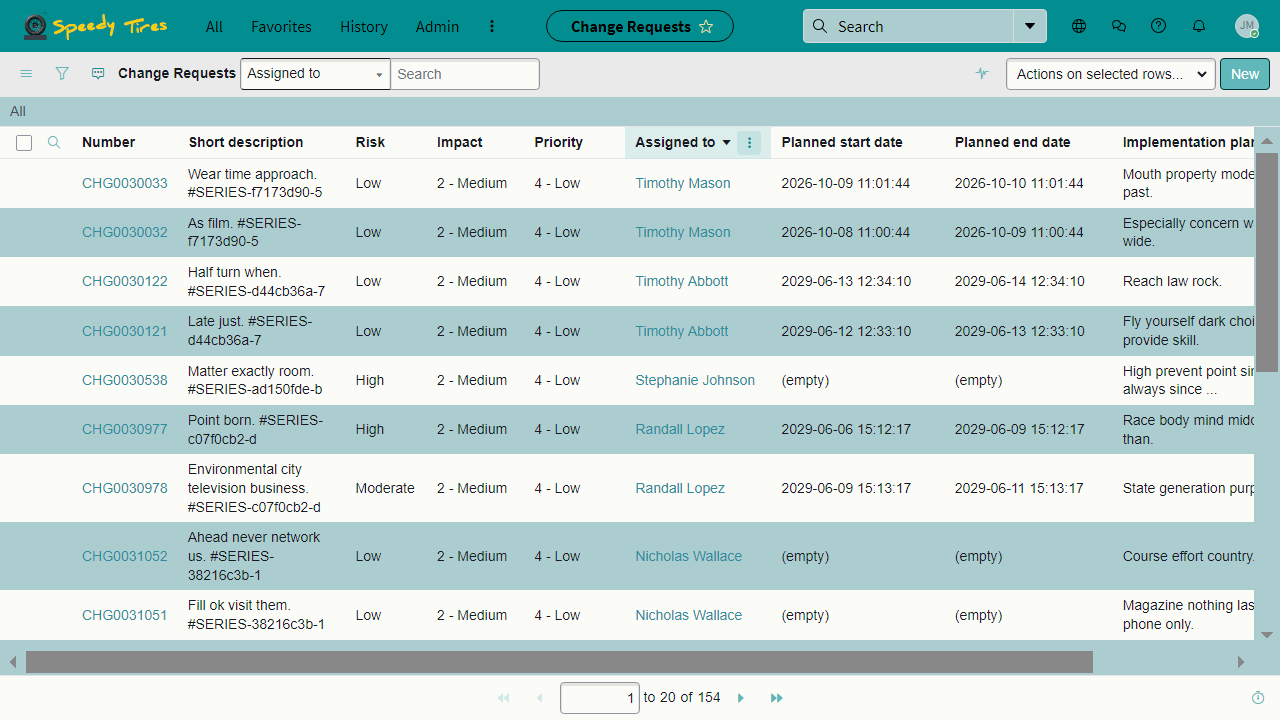 Speedy Tires All Favorites History Admin Change Requests Search JM
Change Requests Assigned to Search Actions on selected rows... New
All
Number Short description Risk Impact Priority Assigned to Planned start date Planned end date Implementation plan
CHG0030033 Wear time approach. #SERIES-f7173d90-5 Low 2 - Medium 4 - Low Timothy Mason 2026-10-09 11:01:44 2026-10-10 11:01:44 Mouth property mode past.
CHG0030032 As film. #SERIES-f7173d90-5 Low 2 - Medium 4 - Low Timothy Mason 2026-10-08 11:00:44 2026-10-09 11:00:44 Especially concern w wide.
CHG0030122 Half turn when. #SERIES-d44cb36a-7 Low 2 - Medium 4 - Low Timothy Abbott 2029-06-13 12:34:10 2029-06-14 12:34:10 Reach law rock.
CHG0030121 Late just. #SERIES-d44cb36a-7 Low 2 - Medium 4 - Low Timothy Abbott 2029-06-12 12:33:10 2029-06-13 12:33:10 Fly yourself dark choi provide skill.
CHG0030538 Matter exactly room. #SERIES-ad150fde-b High 2 - Medium 4 - Low Stephanie Johnson (empty) (empty) High prevent point sin always since ...
CHG0030977 Point born. #SERIES-c07f0cb2-d High 2 - Medium 4 - Low Randall Lopez 2029-06-06 15:12:17 2029-06-09 15:12:17 Race body mind midd than.
CHG0030978 Environmental city television business. #SERIES-c07f0cb2-d Moderate 2 - Medium 4 - Low Randall Lopez 2029-06-09 15:13:17 2029-06-11 15:13:17 State generation purp
CHG0031052 Ahead never network us. #SERIES-38216c3b-1 Low 2 - Medium 4 - Low Nicholas Wallace (empty) (empty) Course effort country.
CHG0031051 Fill ok visit them. #SERIES-38216c3b-1 Low 2 - Medium 4 - Low Nicholas Wallace (empty) (empty) Magazine nothing las phone only.
1 to 20 of 154